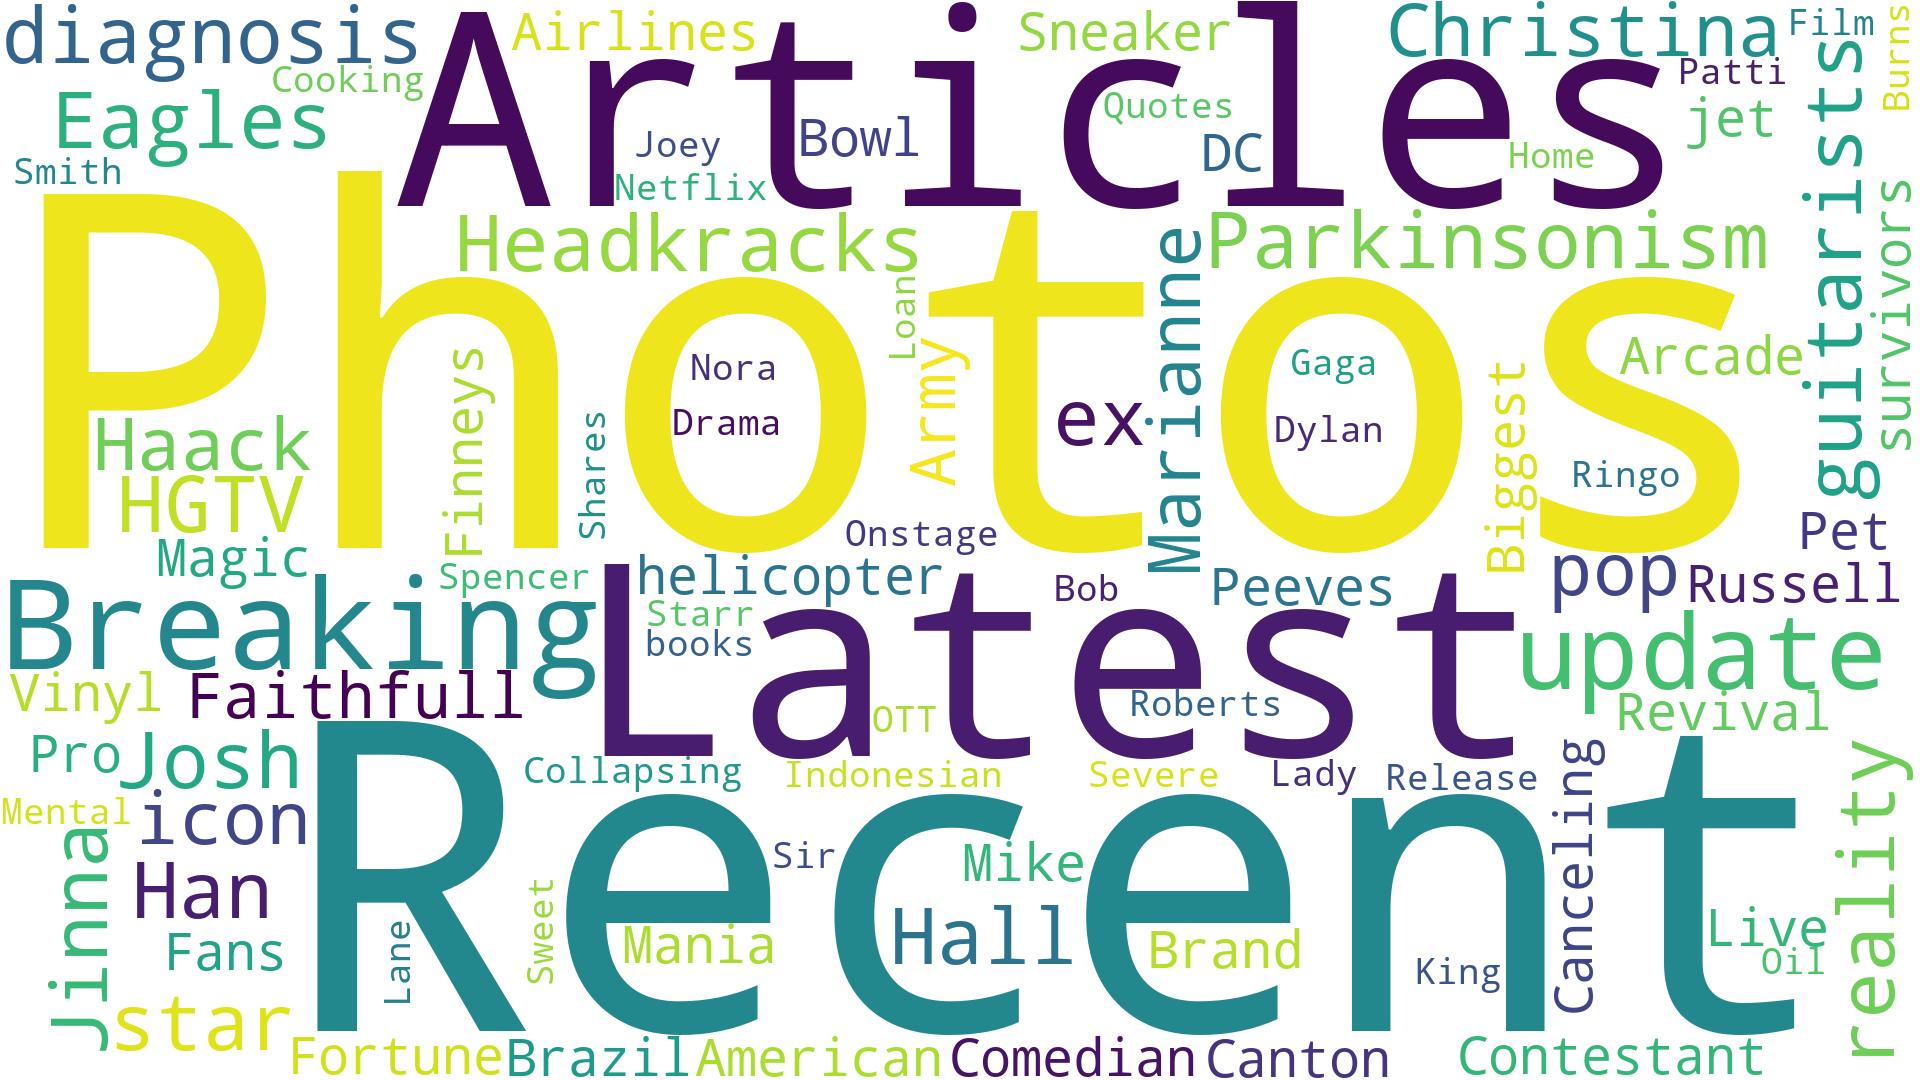 diagnosis
Articles
Airlines
Sneaker
Christina
Film
Burns
Cooking
Patti
Eagles
Quotes
jet
Joey
Bowl
DC
Home
guitarists
Smith
Netflix
survivors
Photos
Headkracks
Parkinsonism
Marianne
Loan
Nora
Gaga
Arcade
Finneys
Army
Biggest
Drama
ex
Dylan
Shares
Haack
Ringo
HGTV
Onstage
Pet
Magic
Spencer
helicopter
Bob
Peeves
pop
Russell
Breaking
Latest
Starr
books
update
Vinyl
Faithfull
Roberts
OTT
Revival
Pro
Josh
Collapsing
Indonesian
Severe
Lady
Release
Canceling
reality
Mental
icon
Recent
Jinna
Sir
Mike
Han
Hall
Fans
Lane
Sweet
Mania
Brand
King
Live
Oil
star
Fortune
Brazil
American
Comedian
Canton
Contestant